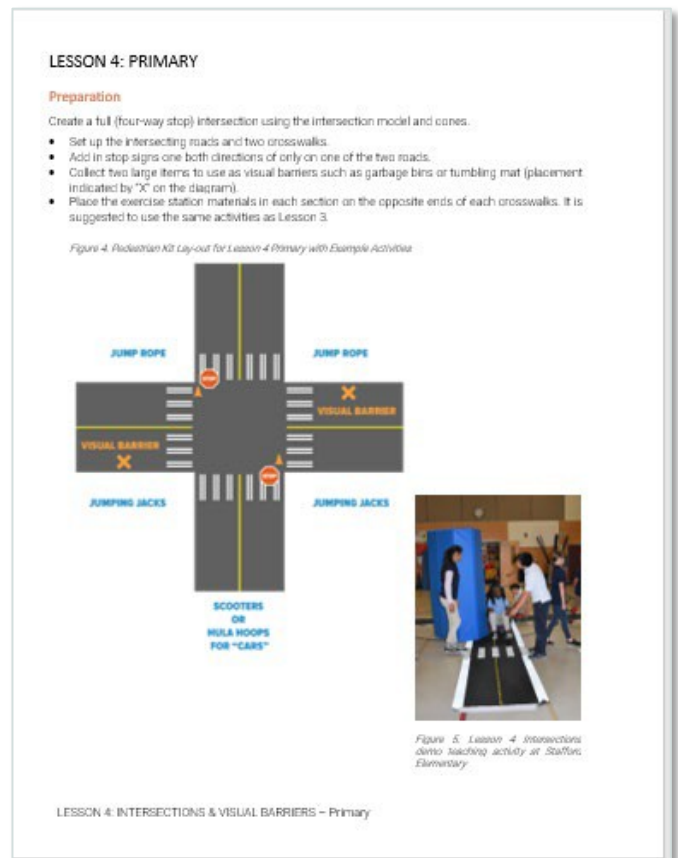 LESSON 4: PRIMARY
Preparation
Create a full (four-way stop) intersection using the intersection model and cones.
• Set up the intersecting roads and two crosswalks.
• Add in stop signs one both directions of only on one of the two roads.
• Collect two large items to use as visual barriers such as garbage bins or tumbling mat (placement
indicated by "X" on the diagram).
• Place the exercise station materials in each section on the opposite ends of each crosswalks. It is
suggested to use the same activities as Lesson 3.
Figure 4. Pedestrian Kit Lay-out for Lesson 4 Primary with Example Activities
JUMP ROPE
JUMP ROPE
STOP
VISUAL BARRIER
VISUAL BARRIER
STOP
JUMPING JACKS
JUMPING JACKS
SCOOTERS
OR
HULA HOOPS
FOR "CARS"
Figure 5. Lesson 4 Intersections
demo teaching activity at Stafford
Elementary
LESSON 4: INTERSECTIONS & VISUAL BARRIERS – Primary